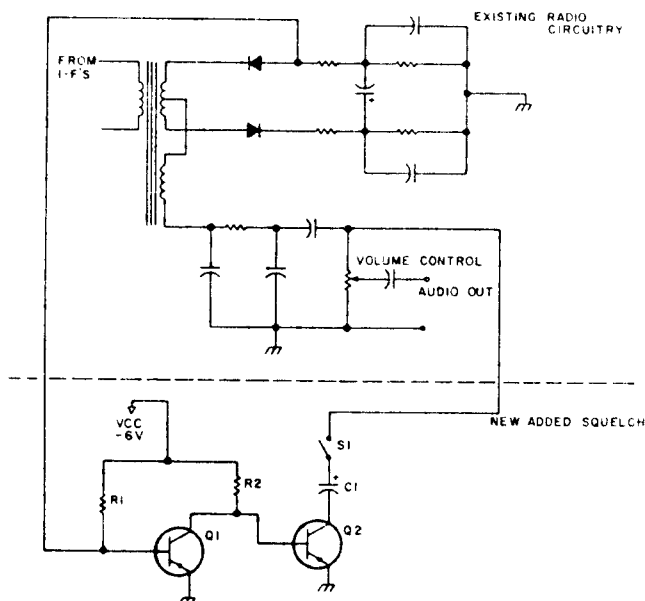 EXISTING RADIO
CIRCUITRY
FROM
I-F'S
+
VOLUME CONTROL
AUDIO OUT
NEW ADDED SQUELCH
VCC
-6V
S1
+
C1
R1
R2
Q1
Q2